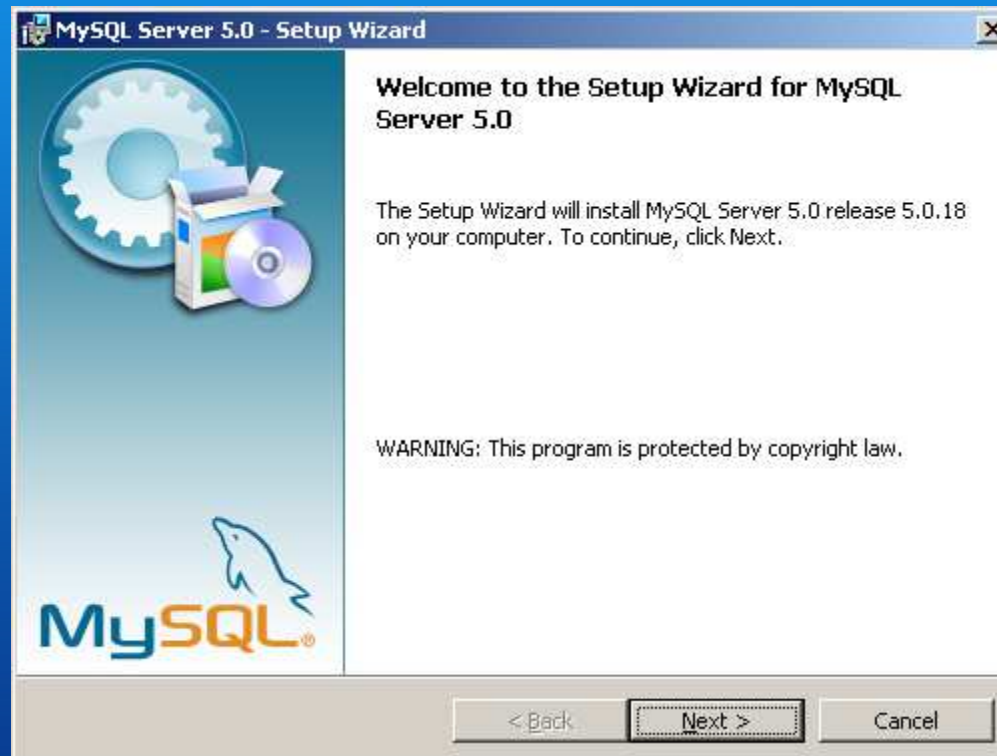 MySQL Server 5.0 - Setup Wizard
Welcome to the Setup Wizard for MySQL
Server 5.0
The Setup Wizard will install MySQL Server 5.0 release 5.0.18
on your computer. To continue, click Next.
WARNING: This program is protected by copyright law.
MySQL®
< Back
Next >
Cancel